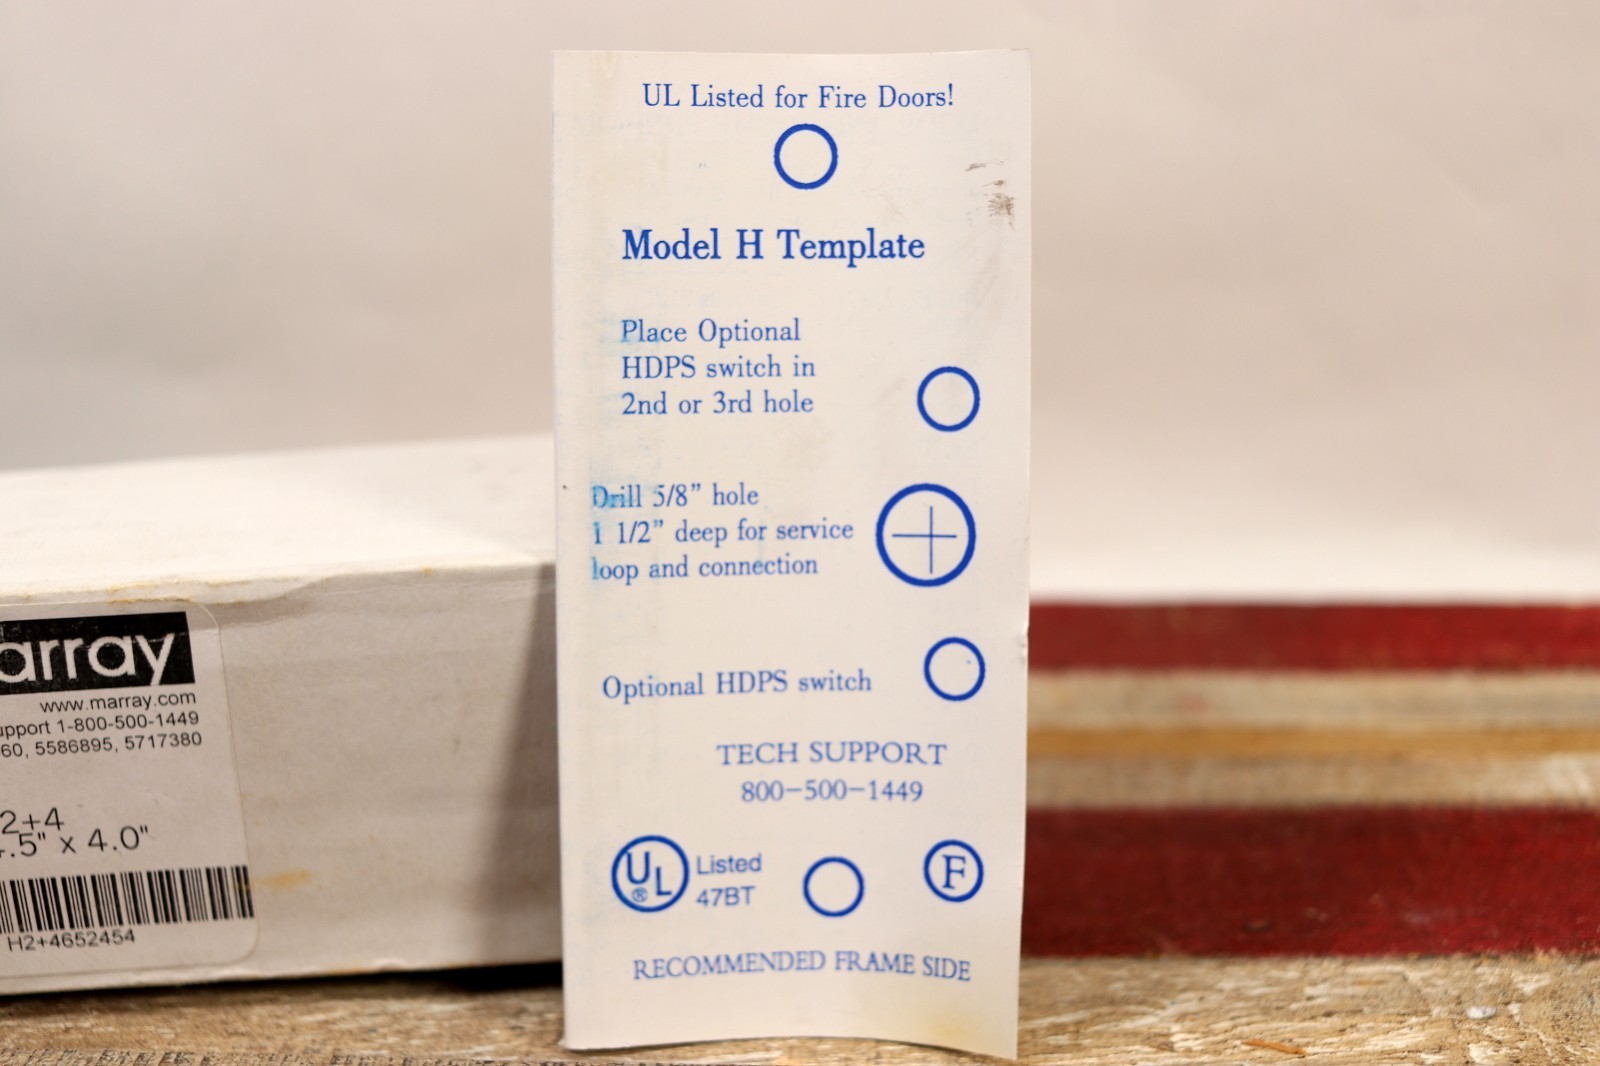 UL Listed for Fire Doors!
Model H Template
Place Optional
HDPS switch in
2nd or 3rd hole
Drill 5/8” hole
1 1/2” deep for service
loop and connection
Optional HDPS switch
TECH SUPPORT
800-500-1449
UL ® Listed
47BT
F
RECOMMENDED FRAME SIDE
array
www.marray.com
upport 1-800-500-1449
60, 5586895, 5717380
2+4
.5" x 4.0"
H2+4652454